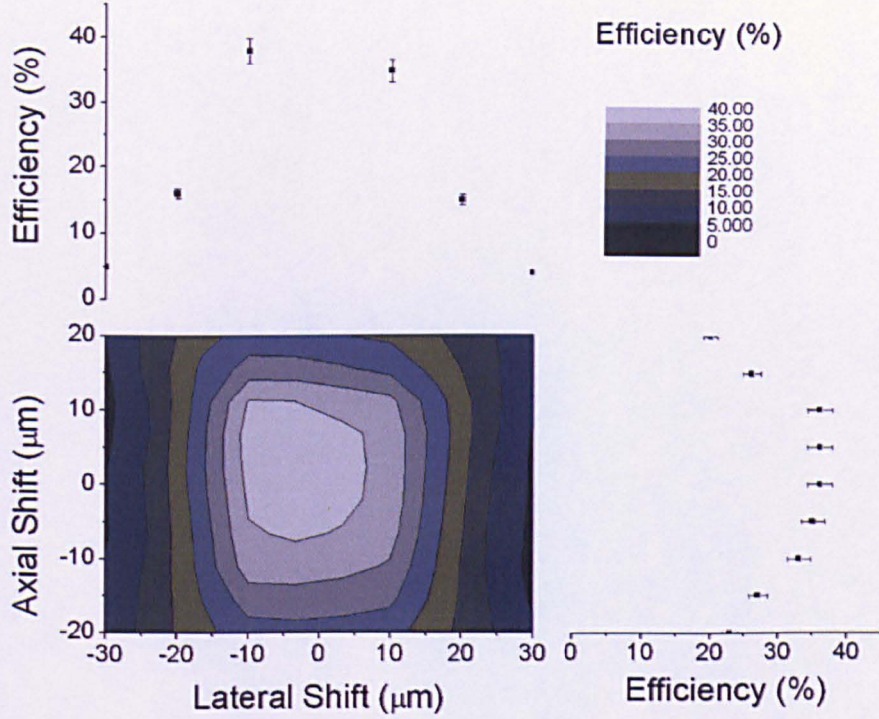 Efficiency (%)
40
30
20
10
0
Efficiency (%)
40.00
35.00
30.00
25.00
20.00
15.00
10.00
5.000
0
Axial Shift (μm)
20
10
0
-10
-20
-30 -20 -10 0 10 20 30
Lateral Shift (μm)
0 10 20 30 40
Efficiency (%)